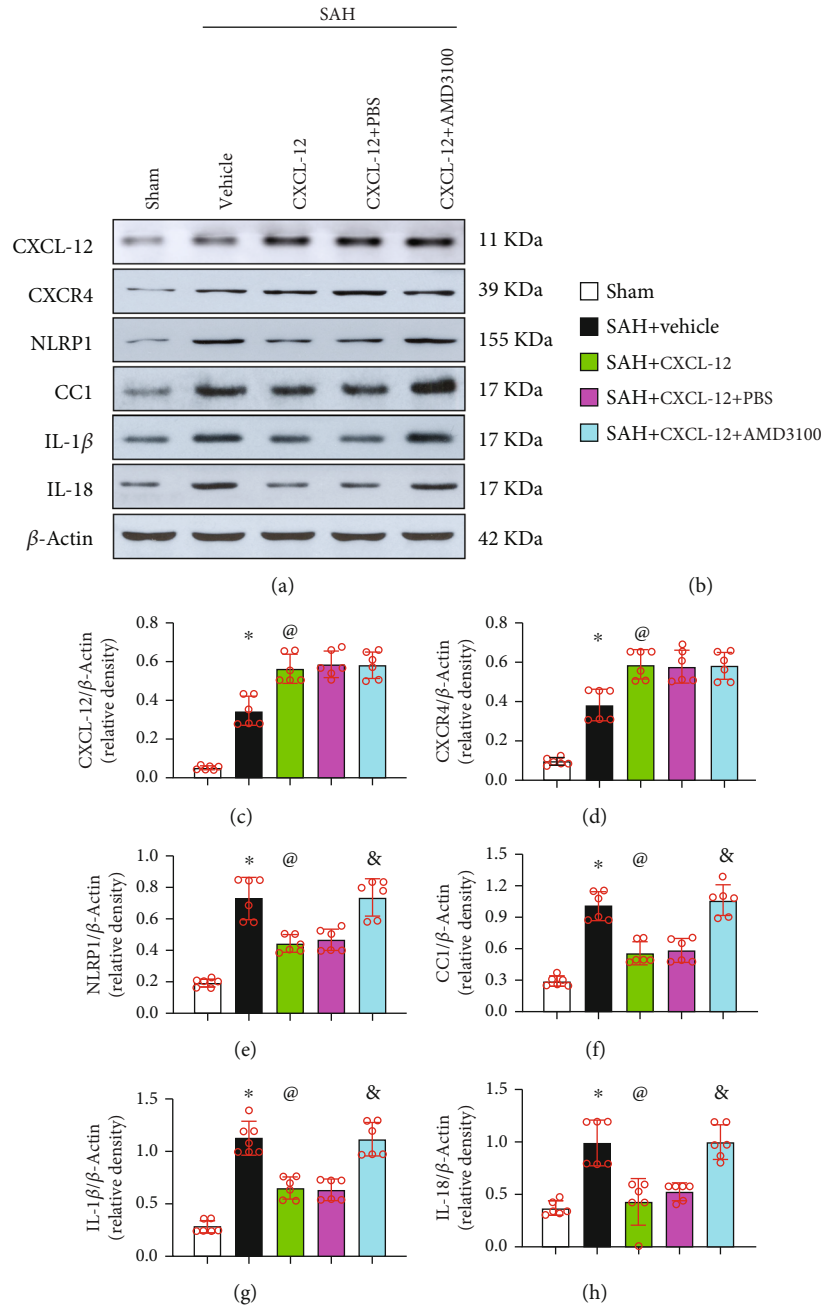 SAH
Sham
Vehicle
CXCL-12
CXCL-12+PBS
CXCL-12+AMD3100
CXCL-12 11 KDa
CXCR4 39 KDa
NLRP1 155 KDa
CC1 17 KDa
IL-1β 17 KDa
IL-18 17 KDa
β-Actin 42 KDa
Sham
SAH+vehicle
SAH+CXCL-12
SAH+CXCL-12+PBS
SAH+CXCL-12+AMD3100
(a)
(b)
CXCL-12/β-Actin
(relative density)
0.8
0.6
0.4
0.2
0.0
*
@
(c)
CXCR4/β-Actin
(relative density)
0.8
0.6
0.4
0.2
0.0
*
@
(d)
NLRP1/β-Actin
(relative density)
1.0
0.8
0.6
0.4
0.2
0.0
*
@
&
(e)
CC1/β-Actin
(relative density)
1.5
1.2
0.9
0.6
0.3
0.0
*
@
&
(f)
IL-1β/β-Actin
(relative density)
1.5
1.0
0.5
0.0
*
@
&
(g)
IL-18/β-Actin
(relative density)
1.5
1.0
0.5
0.0
*
@
&
(h)